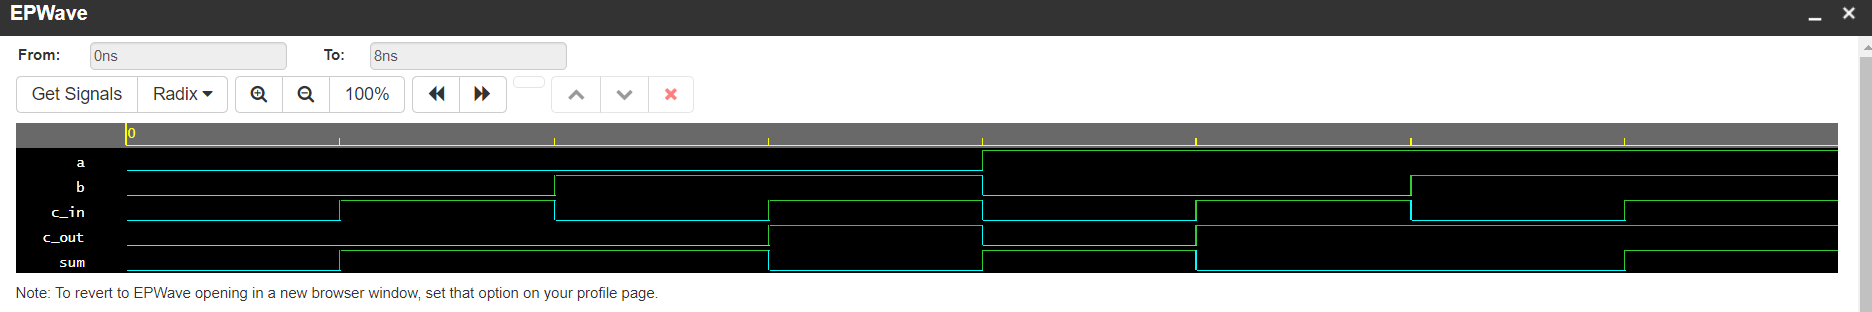 EPWave
From: 0ns To: 8ns
Get Signals Radix 100%
0
a
b
c_in
c_out
sum
Note: To revert to EPWave opening in a new browser window, set that option on your profile page.